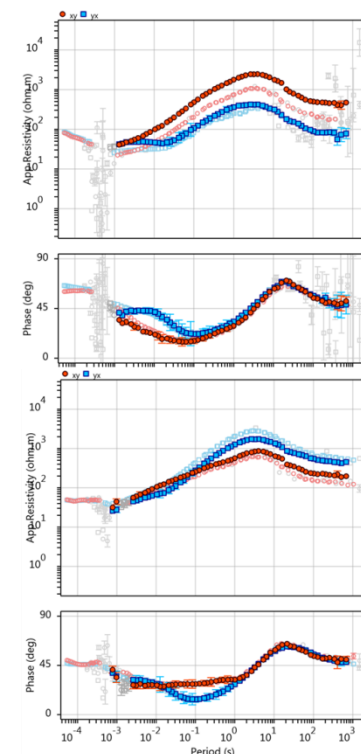 xy yx
10⁴
10³
10²
10¹
10⁰
App.Resistivity (ohm.m)
90
45
0
Phase (deg)
xy yx
10⁴
10³
10²
10¹
10⁰
App.Resistivity (ohm.m)
90
45
0
Phase (deg)
10⁻⁴ 10⁻³ 10⁻² 10⁻¹ 10⁰ 10¹ 10² 10³
Period (s)